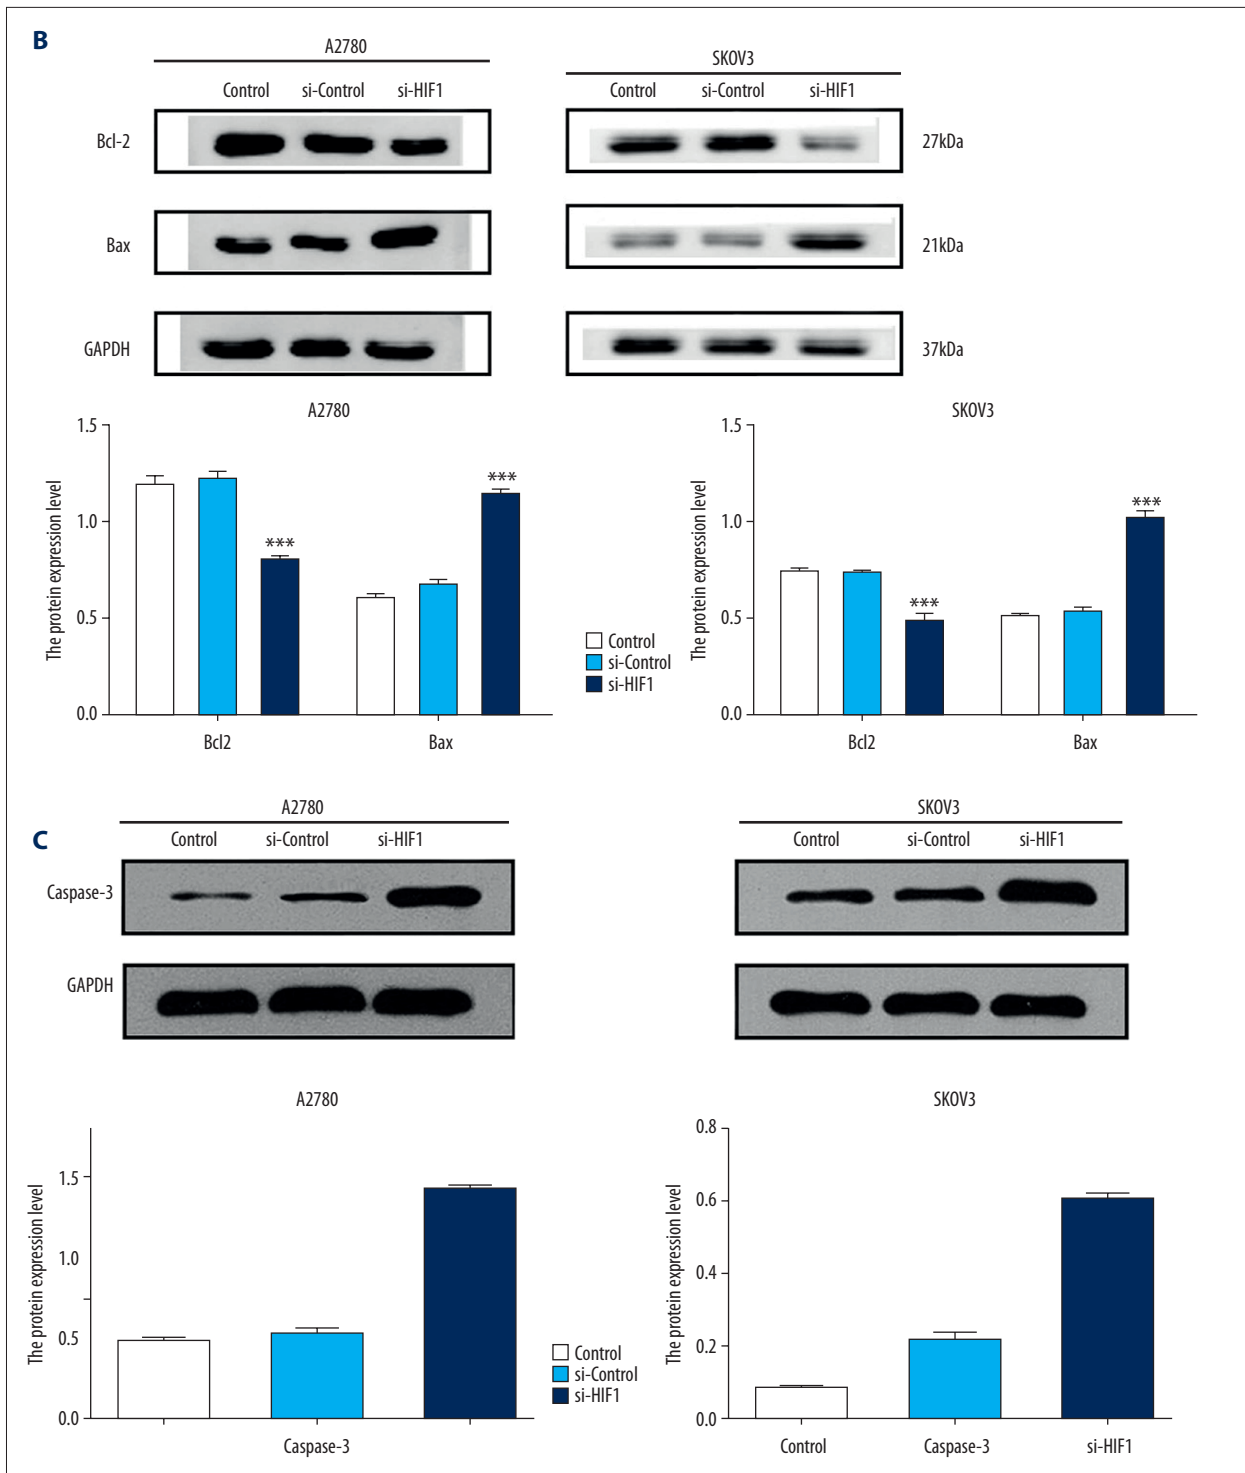 B
A2780
SKOV3
Control si-Control si-HIF1
Control si-Control si-HIF1
Bcl-2
27kDa
Bax
21kDa
GAPDH
37kDa
A2780
SKOV3
The protein expression level
1.5
1.0
0.5
0.0
***
***
Bcl2 Bax
Control
si-Control
si-HIF1
The protein expression level
1.5
1.0
0.5
0.0
***
***
Bcl2 Bax
C
A2780
SKOV3
Control si-Control si-HIF1
Control si-Control si-HIF1
Caspase-3
GAPDH
A2780
SKOV3
The protein expression level
1.5
1.0
0.5
0.0
Caspase-3
Control
si-Control
si-HIF1
The protein expression level
0.8
0.6
0.4
0.2
0.0
Control Caspase-3 si-HIF1